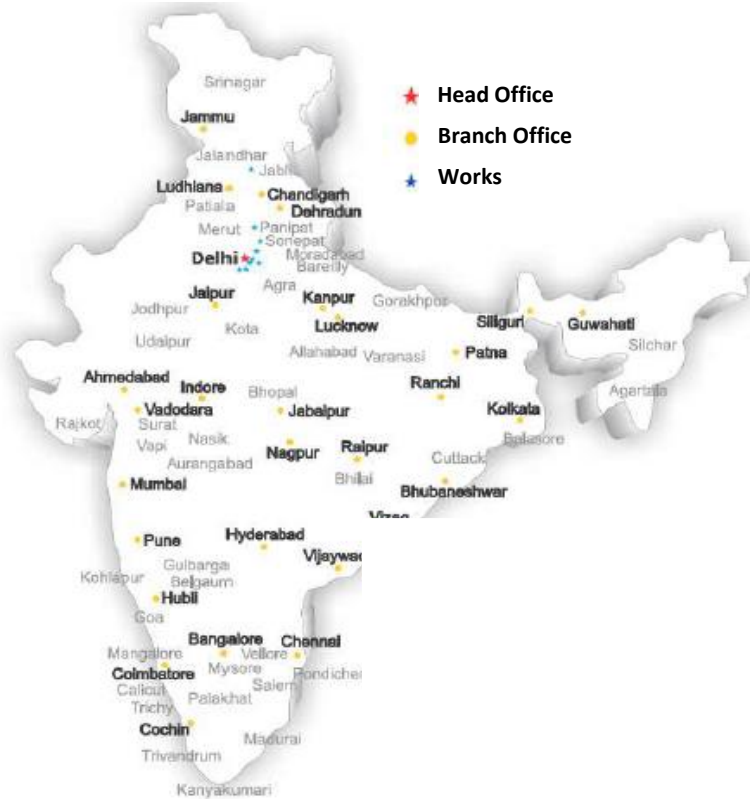 Srinagar
Head Office
Jammu
Branch Office
Jalandhar
Works
Ludhiana
Chandigarh
Patiala
Dehradun
Merut
Panipat
Sonepat
Delhi
Moradabad
Bareilly
Agra
Jaipur
Kanpur
Gorakhpur
Jodhpur
Kota
Lucknow
Siliguri
Guwahati
Udaipur
Silchar
Allahabad
Varanasi
Patna
Ahmedabad
Indore
Bhopal
Ranchi
Agartala
Vadodara
Jabalpur
Kolkata
Rajkot
Surat
Vapi
Nasik
Nagpur
Raipur
Balasore
Aurangabad
Cuttack
Bhilai
Mumbai
Bhubaneshwar
Pune
Hyderabad
Gulbarga
Kohlapur
Belgaum
Hubli
Goa
Bangalore
Chennai
Mangalore
Vellore
Coimbatore
Mysore
Calicut
Salem
Palakhat
Trichy
Cochin
Madurai
Trivandrum
Kanyakumari